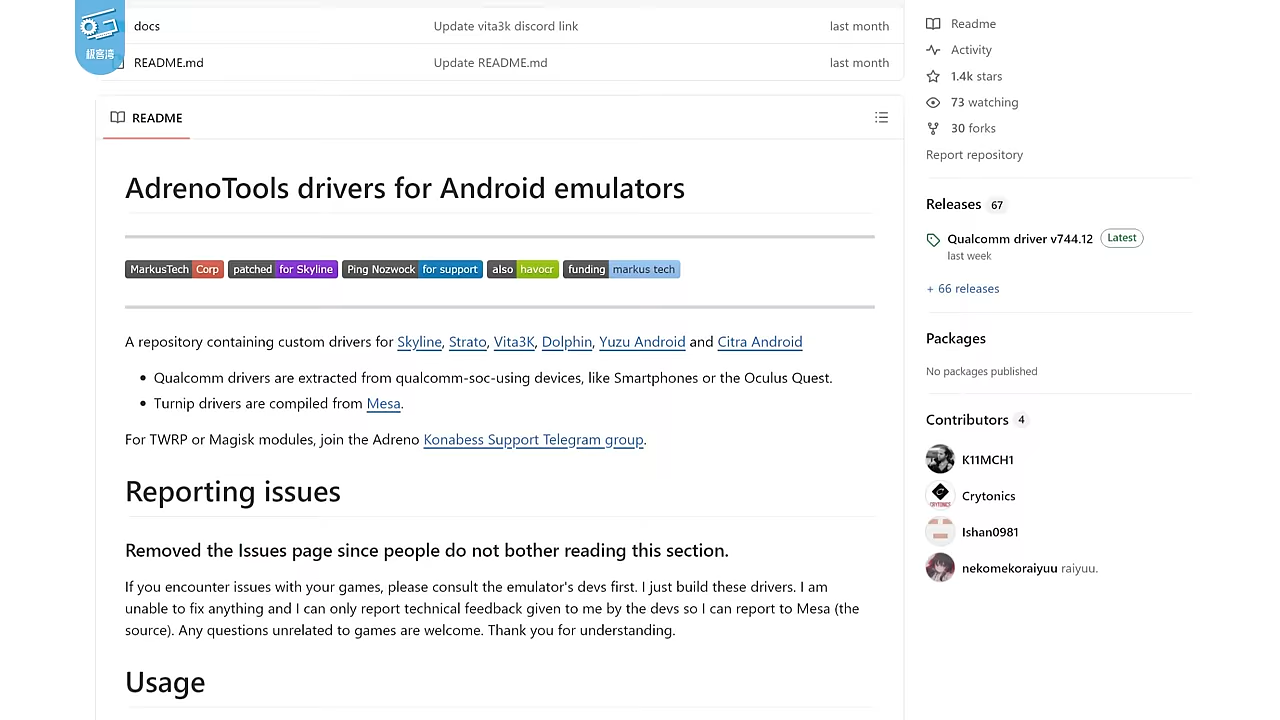 极客湾
docs Update vita3k discord link last month
README.md Update README.md last month
README
AdrenoTools drivers for Android emulators
MarkusTech Corp patched for Skyline Ping Nozwock for support also havocr funding markus tech
A repository containing custom drivers for Skyline, Strato, Vita3K, Dolphin, Yuzu Android and Citra Android
• Qualcomm drivers are extracted from qualcomm-soc-using devices, like Smartphones or the Oculus Quest.
• Turnip drivers are compiled from Mesa.
For TWRP or Magisk modules, join the Adreno Konabess Support Telegram group.
Reporting issues
Removed the Issues page since people do not bother reading this section.
If you encounter issues with your games, please consult the emulator's devs first. I just build these drivers. I am
unable to fix anything and I can only report technical feedback given to me by the devs so I can report to Mesa (the
source). Any questions unrelated to games are welcome. Thank you for understanding.
Usage
Readme
Activity
1.4k stars
73 watching
30 forks
Report repository
Releases 67
Qualcomm driver v744.12 Latest
last week
+ 66 releases
Packages
No packages published
Contributors 4
K11MCH1
Crytonics
Ishan0981
nekomekoraiyuu raiyuu.